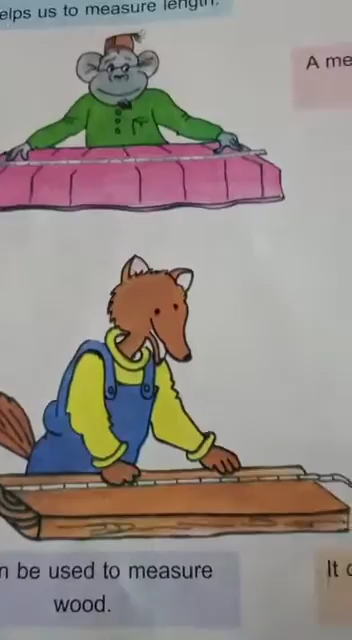 elps us to measure length.
A me
n be used to measure
wood.
It c